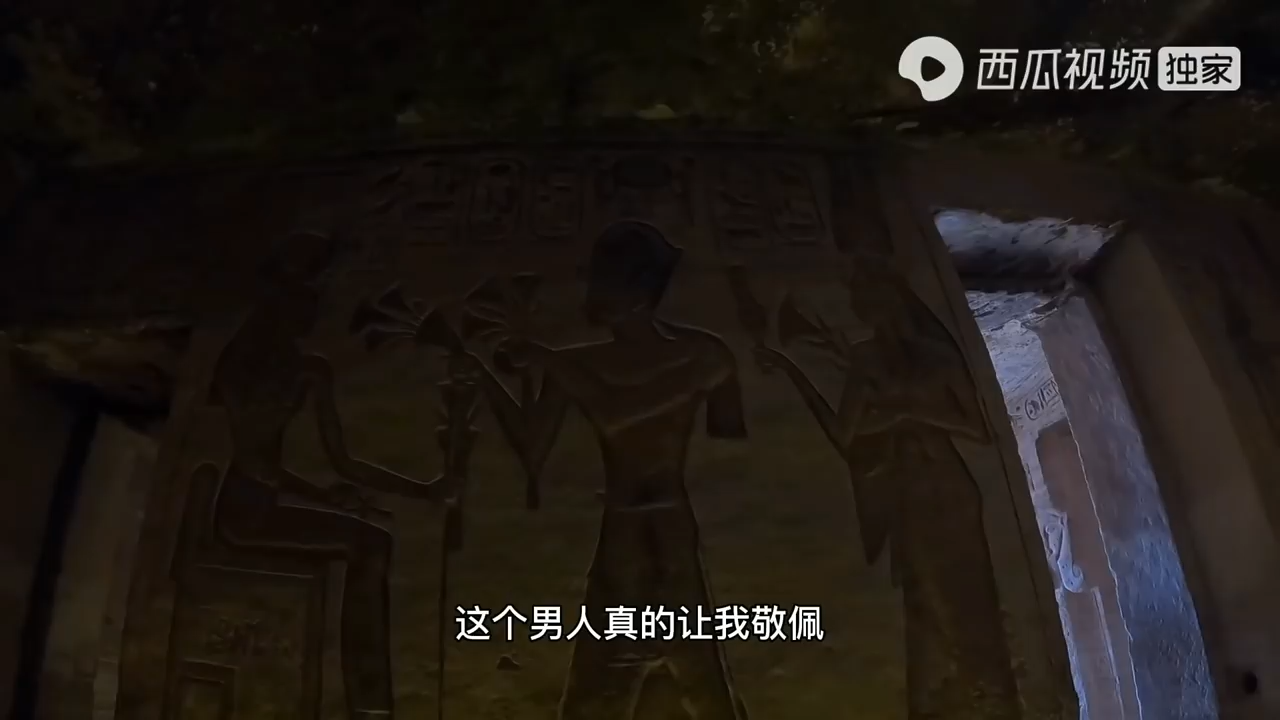 西瓜视频 独家
这个男人真的让我敬佩